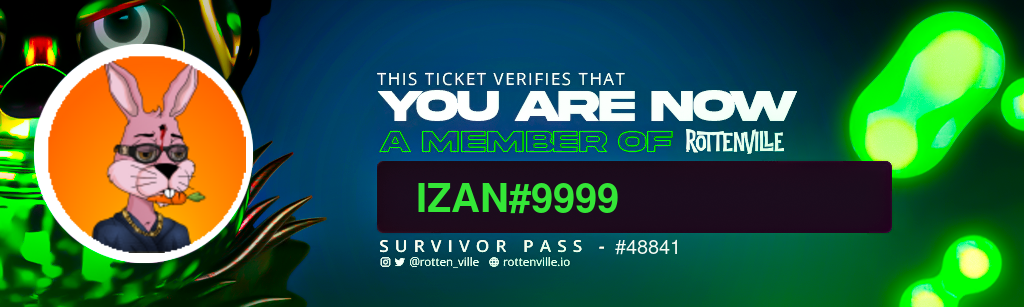 THIS TICKET VERIFIES THAT
YOU ARE NOW
A MEMBER OF ROTTENVILLE
IZAN#9999
SURVIVOR PASS - #48841
@rotten_ville rottenville.io